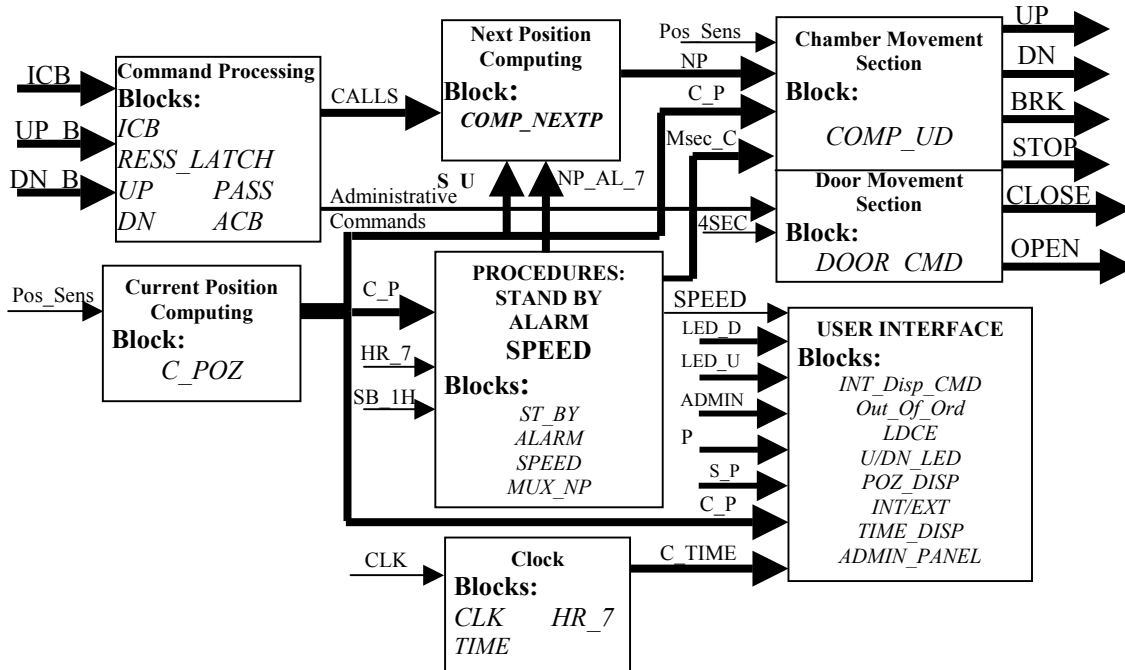 ICB
UP_B
DN_B
Command Processing
Blocks:
ICB
RESS_LATCH
UP PASS
DN ACB
CALLS
Next Position
Computing
Block:
COMP_NEXTP
S_U
NP_AL_7
Administrative
Commands
Pos_Sens
NP
C_P
Msec_C
4SEC
Chamber Movement
Section
Block:
COMP_UD
Door Movement
Section
Block:
DOOR_CMD
UP
DN
BRK
STOP
CLOSE
OPEN
Pos_Sens
Current Position
Computing
Block:
C_POZ
C_P
HR_7
SB_1H
PROCEDURES:
STAND BY
ALARM
SPEED
Blocks:
ST_BY
ALARM
SPEED
MUX_NP
SPEED
LED_D
LED_U
ADMIN
P
S_P
C_P
USER INTERFACE
Blocks:
INT_Disp_CMD
Out_Of_Ord
LDCE
U/DN_LED
POZ_DISP
INT/EXT
TIME_DISP
ADMIN_PANEL
CLK
Clock
Blocks:
CLK HR_7
TIME
C_TIME